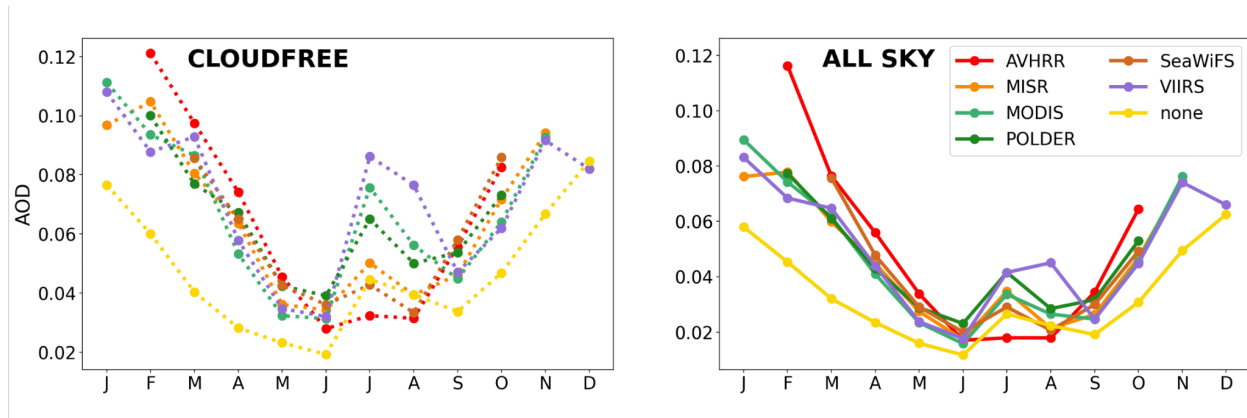 CLOUDFREE
AOD
0.12
0.10
0.08
0.06
0.04
0.02
J F M A M J J A S O N D
ALL SKY
AVHRR
MISR
MODIS
POLDER
SeaWiFS
VIIRS
none
0.12
0.10
0.08
0.06
0.04
0.02
J F M A M J J A S O N D